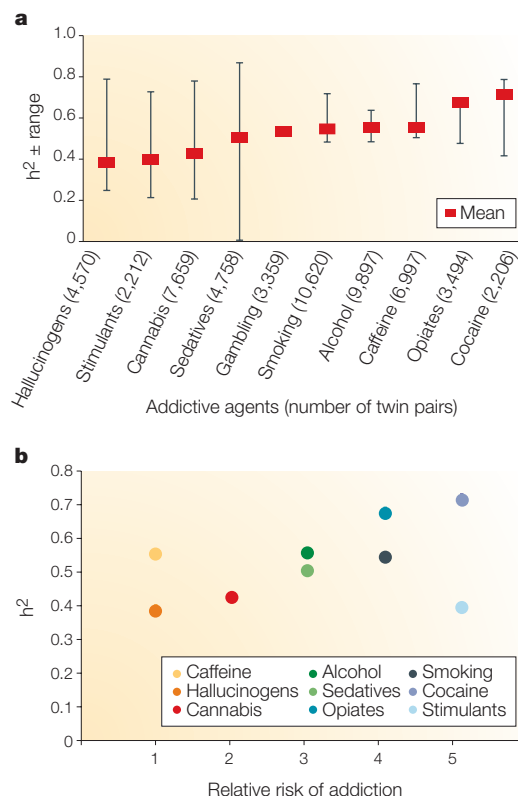 a
1.0
0.8
0.6
0.4
0.2
0
h² ± range
Mean
Hallucinogens (4,570)
Stimulants (2,212)
Cannabis (7,659)
Sedatives (4,758)
Gambling (3,359)
Smoking (10,620)
Alcohol (9,897)
Caffeine (6,997)
Opiates (3,494)
Cocaine (2,206)
Addictive agents (number of twin pairs)
b
0.8
0.7
0.6
0.5
0.4
0.3
0.2
0.1
0
h²
Caffeine Alcohol Smoking
Hallucinogens Sedatives Cocaine
Cannabis Opiates Stimulants
1 2 3 4 5
Relative risk of addiction